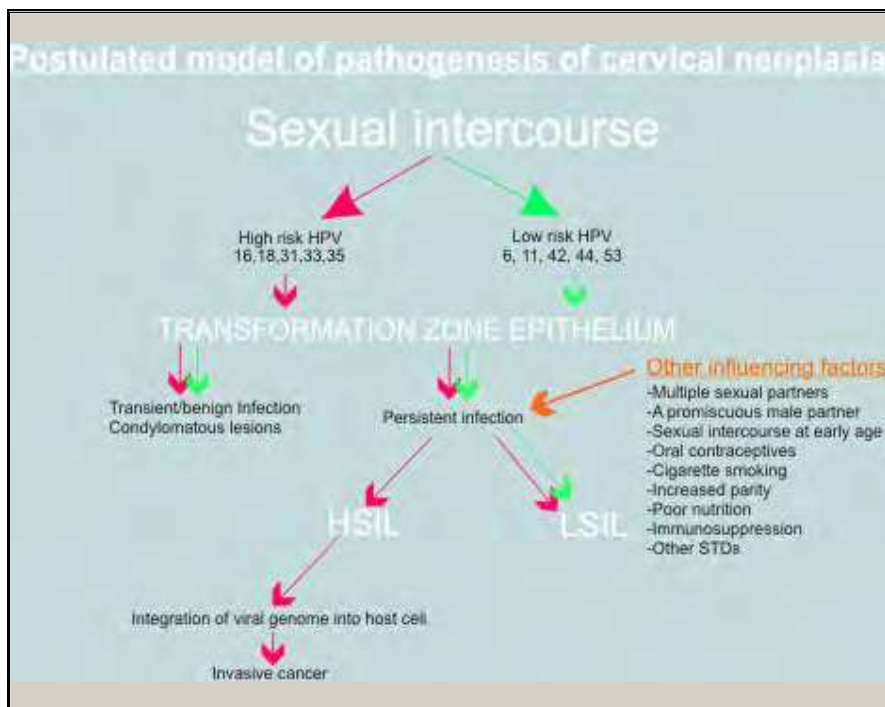 Postulated model of pathogenesis of cervical neoplasia
Sexual intercourse
High risk HPV
16,18,31,33,35
Low risk HPV
6, 11, 42, 44, 53
TRANSFORMATION ZONE EPITHELIUM
Transient/benign Infection
Condylomatous lesions
Persistent infection
Other influencing factors
-Multiple sexual partners
-A promiscuous male partner
-Sexual intercourse at early age
-Oral contraceptives
-Cigarette smoking
-Increased parity
-Poor nutrition
-Immunosuppression
-Other STDs
HSIL
LSIL
Integration of viral genome into host cell
Invasive cancer